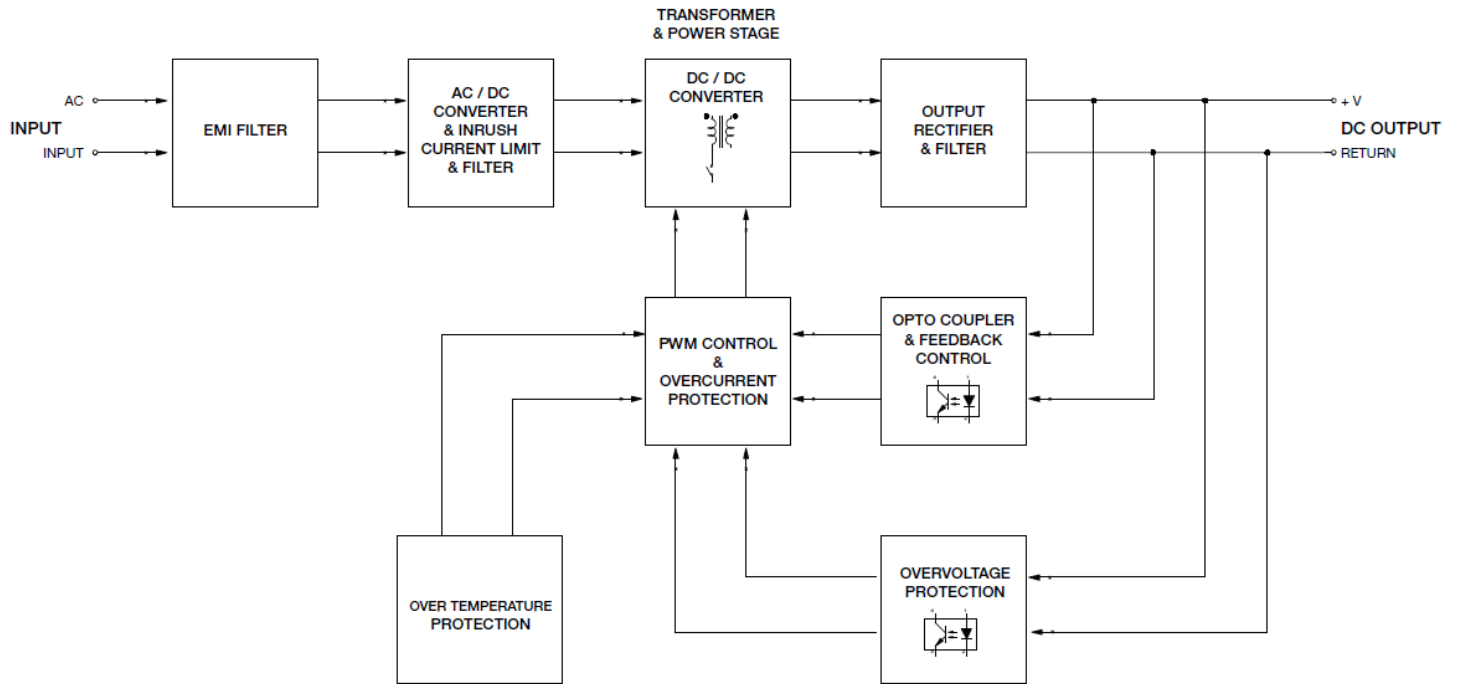 TRANSFORMER
& POWER STAGE
INPUT
AC
INPUT
EMI FILTER
AC / DC
CONVERTER
& INRUSH
CURRENT LIMIT
& FILTER
DC / DC
CONVERTER
OUTPUT
RECTIFIER
& FILTER
+ V
DC OUTPUT
RETURN
PWM CONTROL
&
OVERCURRENT
PROTECTION
OPTO COUPLER
& FEEDBACK
CONTROL
OVER TEMPERATURE
PROTECTION
OVERVOLTAGE
PROTECTION